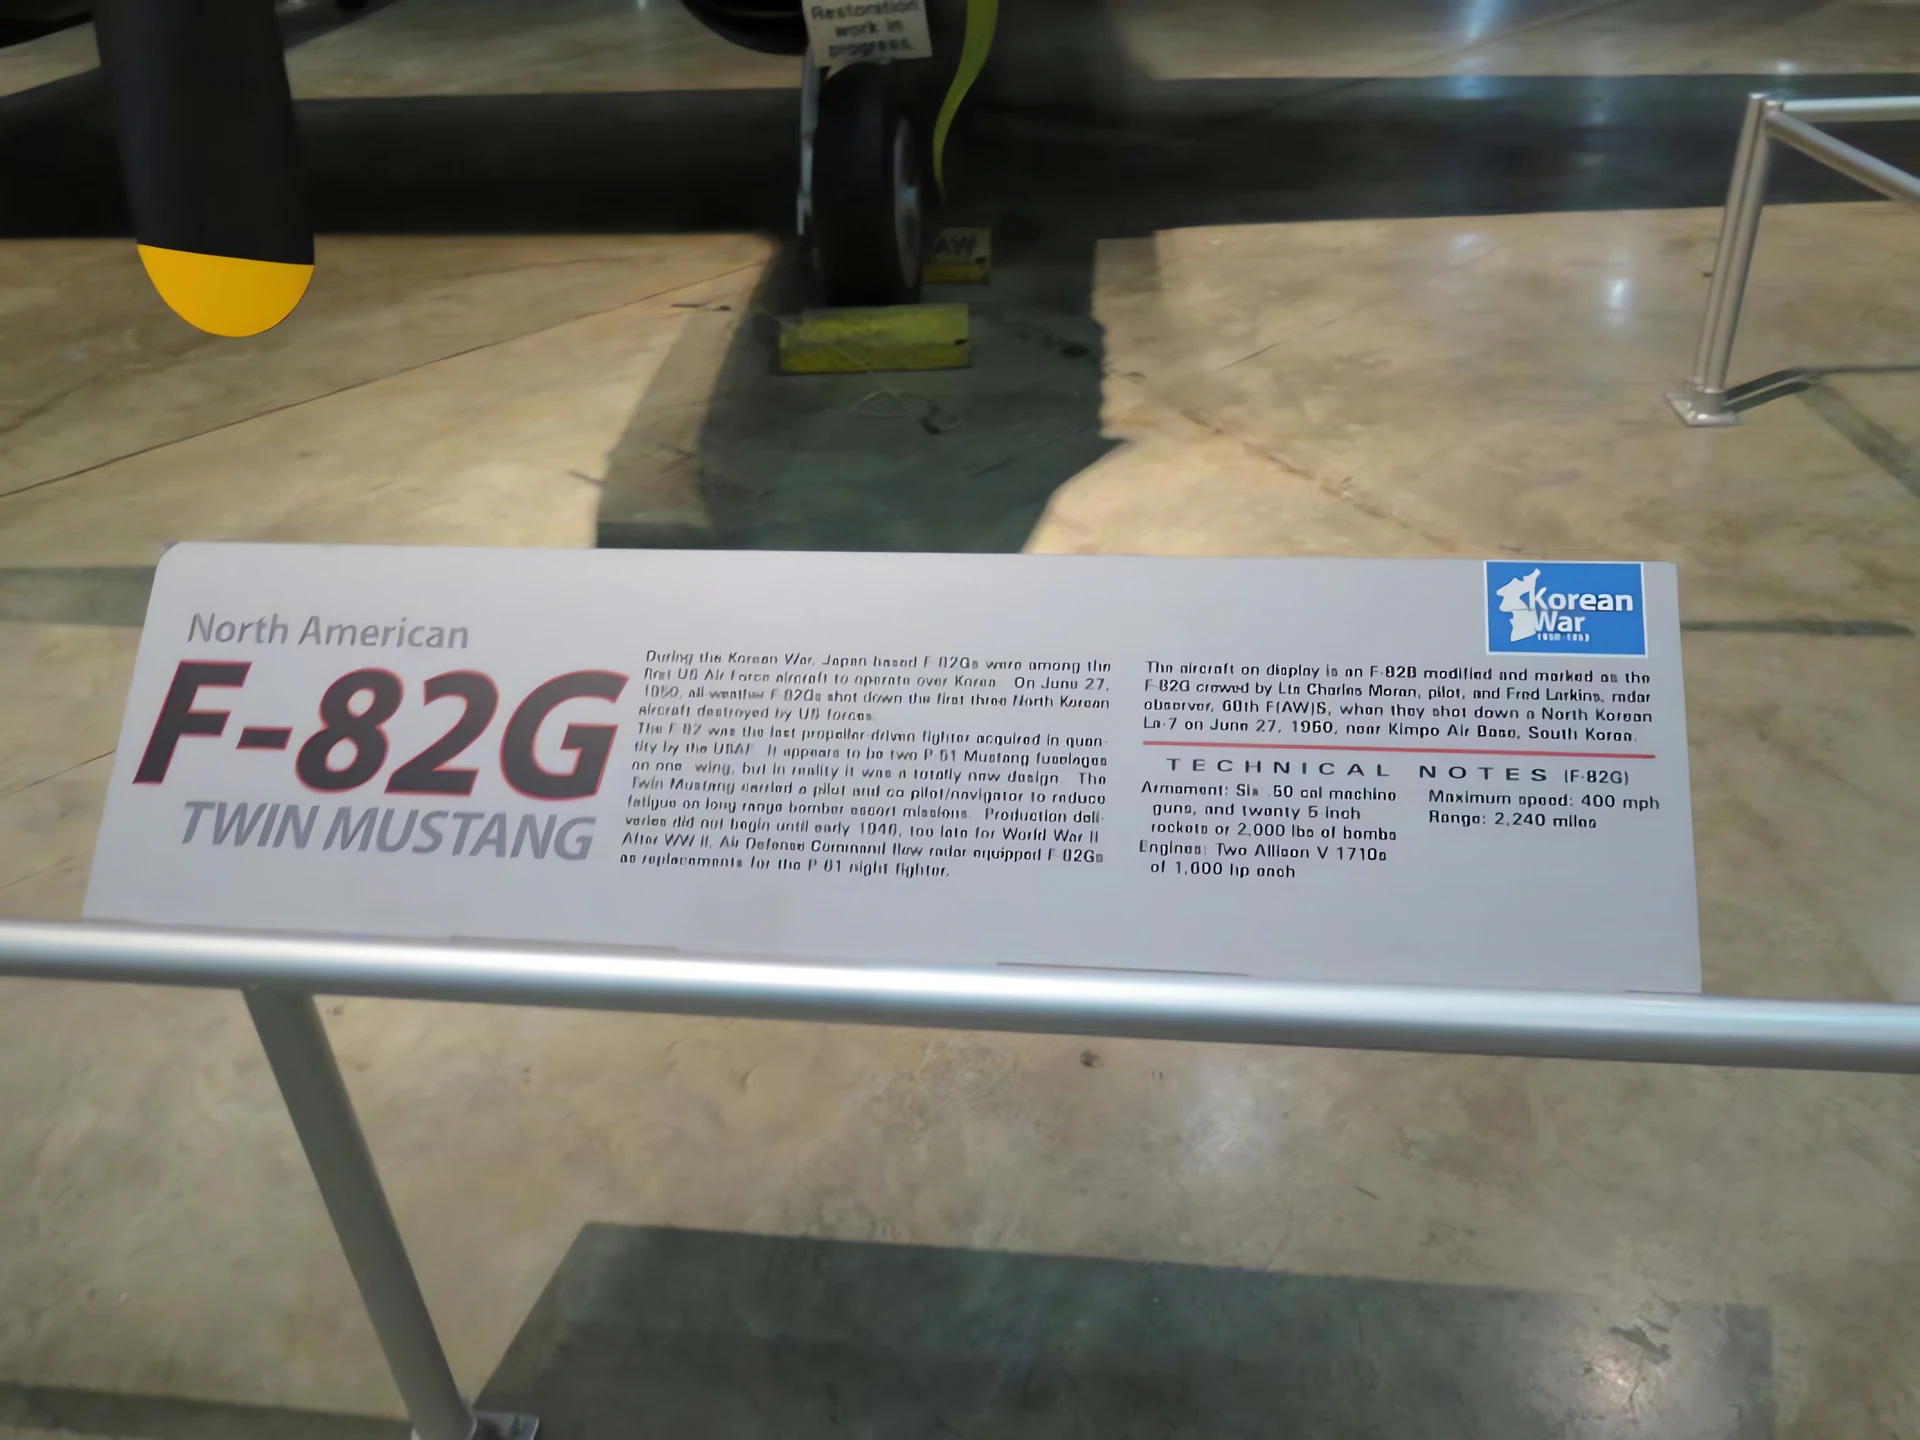 Restoration
work in
progress.
AW
Korean
War
1950-1953
North American
F-82G
TWIN MUSTANG
During the Korean War, Japan based F-82Gs were among the
first US Air Force aircraft to operate over Korea. On June 27,
1950, all-weather F-82Gs shot down the first three North Korean
aircraft destroyed by US forces.
The F-82 was the last propeller-driven fighter acquired in quan-
tity by the USAF. It appears to be two P-51 Mustang fuselages
on one wing, but in reality it was a totally new design. The
Twin Mustang carried a pilot and co-pilot/navigator to reduce
fatigue on long range bomber escort missions. Production deli-
veries did not begin until early 1946, too late for World War II.
After WW II, Air Defense Command flew radar equipped F-82Gs
as replacements for the P-61 night fighter.
The aircraft on display is an F-82B modified and marked as the
F-82G crewed by Lts Charles Moran, pilot, and Fred Larkins, radar
observer, 68th F(AW)S, when they shot down a North Korean
La-7 on June 27, 1950, near Kimpo Air Base, South Korea.
TECHNICAL NOTES (F-82G)
Armament: Six .50 cal machine
guns, and twenty 5-inch
rockets or 2,000 lbs of bombs
Engines: Two Allison V-1710s
of 1,600 hp each
Maximum speed: 400 mph
Range: 2,240 miles